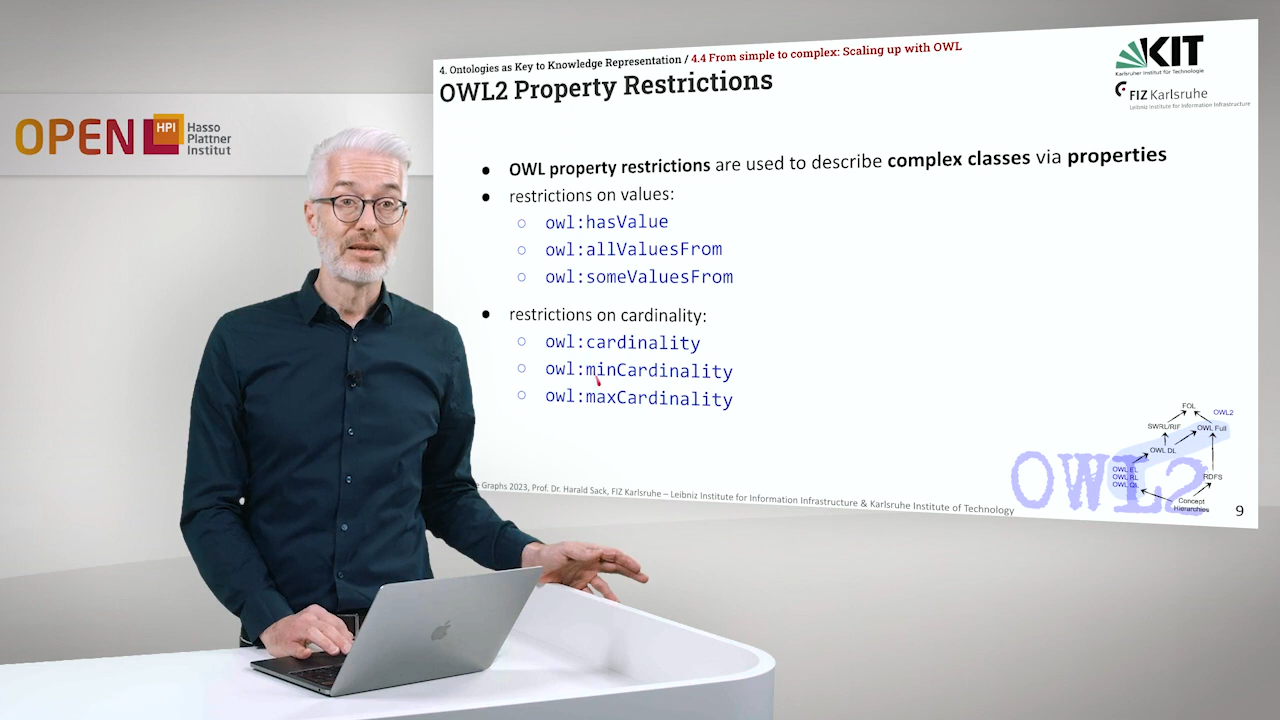 4. Ontologies as Key to Knowledge Representation / 4.4 From simple to complex: Scaling up with OWL
OWL2 Property Restrictions
KIT
Karlsruher Institut für Technologie
FIZ Karlsruhe
Leibniz Institute for Information Infrastructure
OPEN HPI Hasso
Plattner
Institut
● OWL property restrictions are used to describe complex classes via properties
● restrictions on values:
○ owl:hasValue
○ owl:allValuesFrom
○ owl:someValuesFrom
● restrictions on cardinality:
○ owl:cardinality
○ owl:minCardinality
○ owl:maxCardinality
FOL
OWL2
SWRL/RIF
OWL Full
OWL DL
OWL EL
OWL RL
OWL QL
RDFS
Concept
Hierarchies
OWL2
Graphs 2023, Prof. Dr. Harald Sack, FIZ Karlsruhe – Leibniz Institute for Information Infrastructure & Karlsruhe Institute of Technology
9